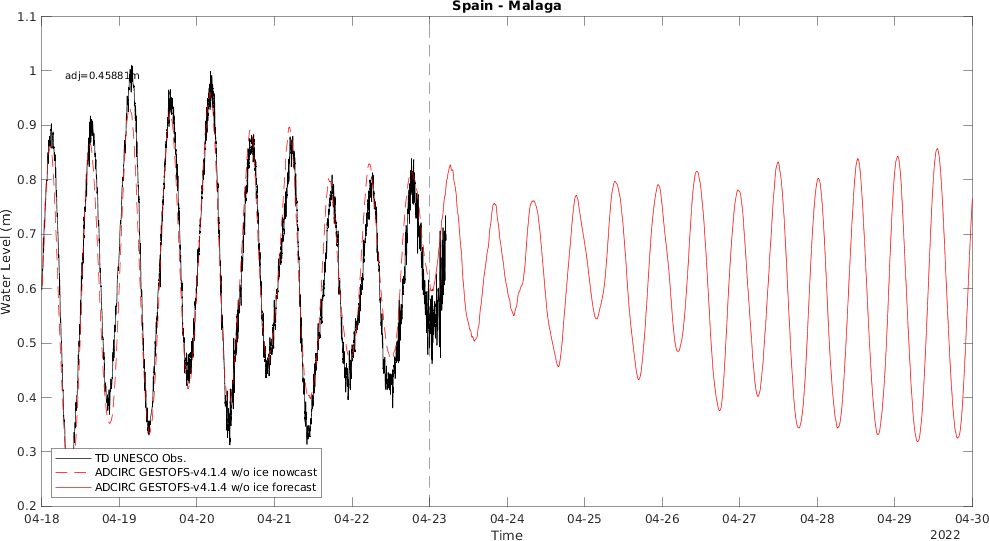 Spain - Malaga
1.1
1
0.9
0.8
0.7
0.6
0.5
0.4
0.3
0.2
Water Level (m)
adj=0.45881m
TD UNESCO Obs.
ADCIRC GESTOFS-v4.1.4 w/o ice nowcast
ADCIRC GESTOFS-v4.1.4 w/o ice forecast
04-18 04-19 04-20 04-21 04-22 04-23 04-24 04-25 04-26 04-27 04-28 04-29 04-30
Time
2022